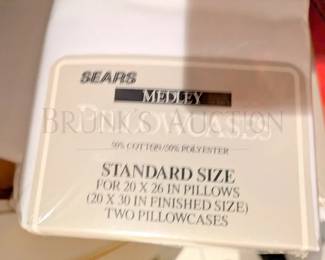 SEARS
MEDLEY
Pillowcases
BRUNK'S AUCTION
50% COTTON/50% POLYESTER
STANDARD SIZE
FOR 20 X 26 IN PILLOWS
(20 X 30 IN FINISHED SIZE)
TWO PILLOWCASES